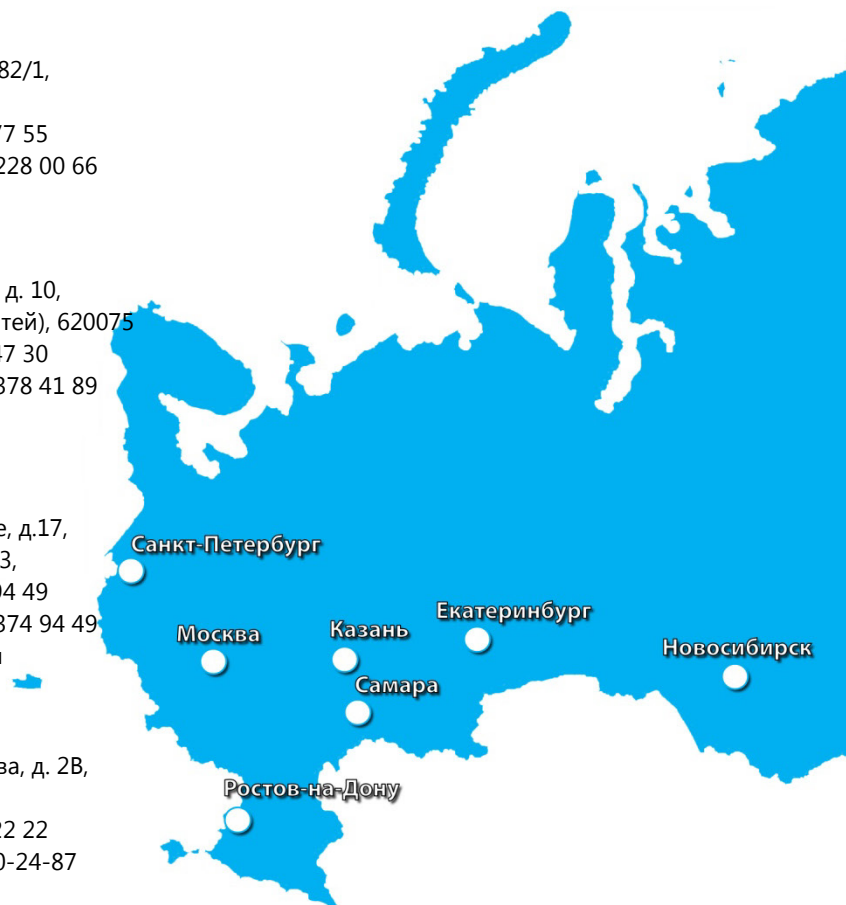 82/1,
77 55
228 00 66
д. 10,
тей), 620075
47 30
378 41 89
е, д.17,
3,
94 49
374 94 49
ва, д. 2В,
22 22
0-24-87
Санкт-Петербург
Москва
Казань
Екатеринбург
Новосибирск
Самара
Ростов-на-Дону